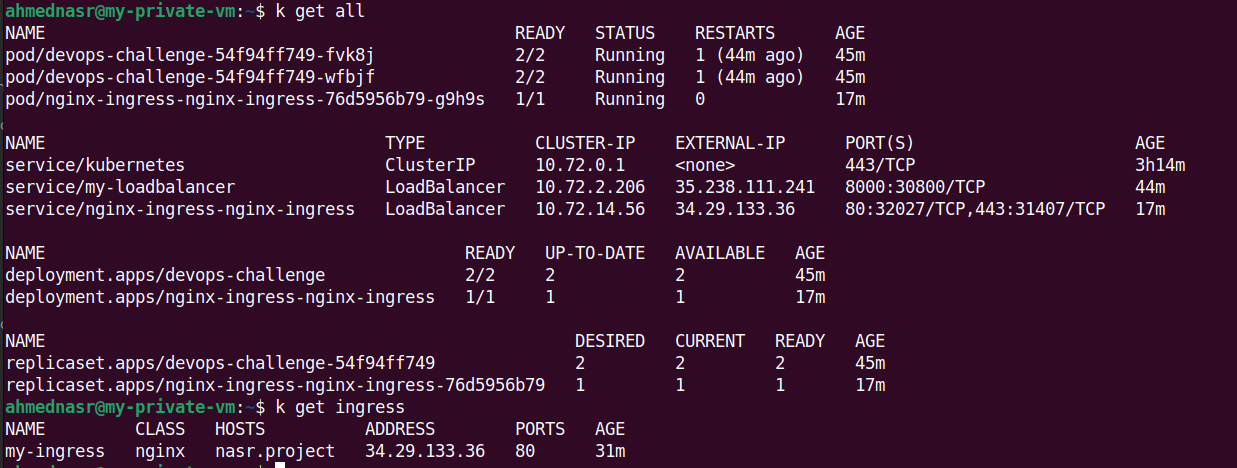 ahmednasr@my-private-vm:~$ k get all
NAME READY STATUS RESTARTS AGE
pod/devops-challenge-54f94ff749-fvk8j 2/2 Running 1 (44m ago) 45m
pod/devops-challenge-54f94ff749-wfbjf 2/2 Running 1 (44m ago) 45m
pod/nginx-ingress-nginx-ingress-76d5956b79-g9h9s 1/1 Running 0 17m
NAME TYPE CLUSTER-IP EXTERNAL-IP PORT(S) AGE
service/kubernetes ClusterIP 10.72.0.1 <none> 443/TCP 3h14m
service/my-loadbalancer LoadBalancer 10.72.2.206 35.238.111.241 8000:30800/TCP 44m
service/nginx-ingress-nginx-ingress LoadBalancer 10.72.14.56 34.29.133.36 80:32027/TCP,443:31407/TCP 17m
NAME READY UP-TO-DATE AVAILABLE AGE
deployment.apps/devops-challenge 2/2 2 2 45m
deployment.apps/nginx-ingress-nginx-ingress 1/1 1 1 17m
NAME DESIRED CURRENT READY AGE
replicaset.apps/devops-challenge-54f94ff749 2 2 2 45m
replicaset.apps/nginx-ingress-nginx-ingress-76d5956b79 1 1 1 17m
ahmednasr@my-private-vm:~$ k get ingress
NAME CLASS HOSTS ADDRESS PORTS AGE
my-ingress nginx nasr.project 34.29.133.36 80 31m
ahmednasr@my-private-vm:~$